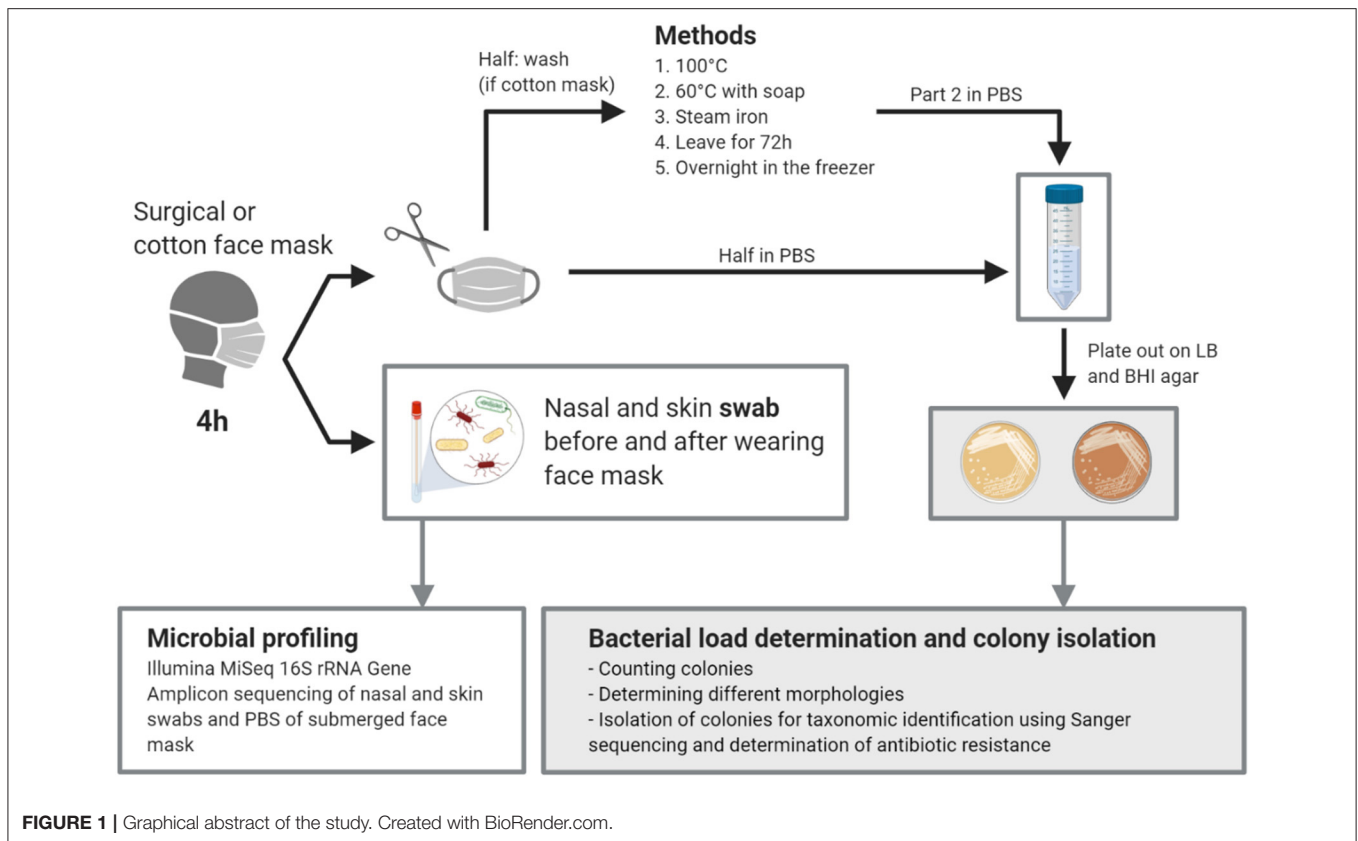 Methods
Half: wash
(if cotton mask)
1. 100°C
2. 60°C with soap
3. Steam iron
4. Leave for 72h
5. Overnight in the freezer
Part 2 in PBS
Surgical or
cotton face mask
4h
Half in PBS
Plate out on LB
and BHI agar
Nasal and skin swab
before and after wearing
face mask
Microbial profiling
Illumina MiSeq 16S rRNA Gene
Amplicon sequencing of nasal and skin
swabs and PBS of submerged face
mask
Bacterial load determination and colony isolation
- Counting colonies
- Determining different morphologies
- Isolation of colonies for taxonomic identification using Sanger
sequencing and determination of antibiotic resistance
FIGURE 1 | Graphical abstract of the study. Created with BioRender.com.